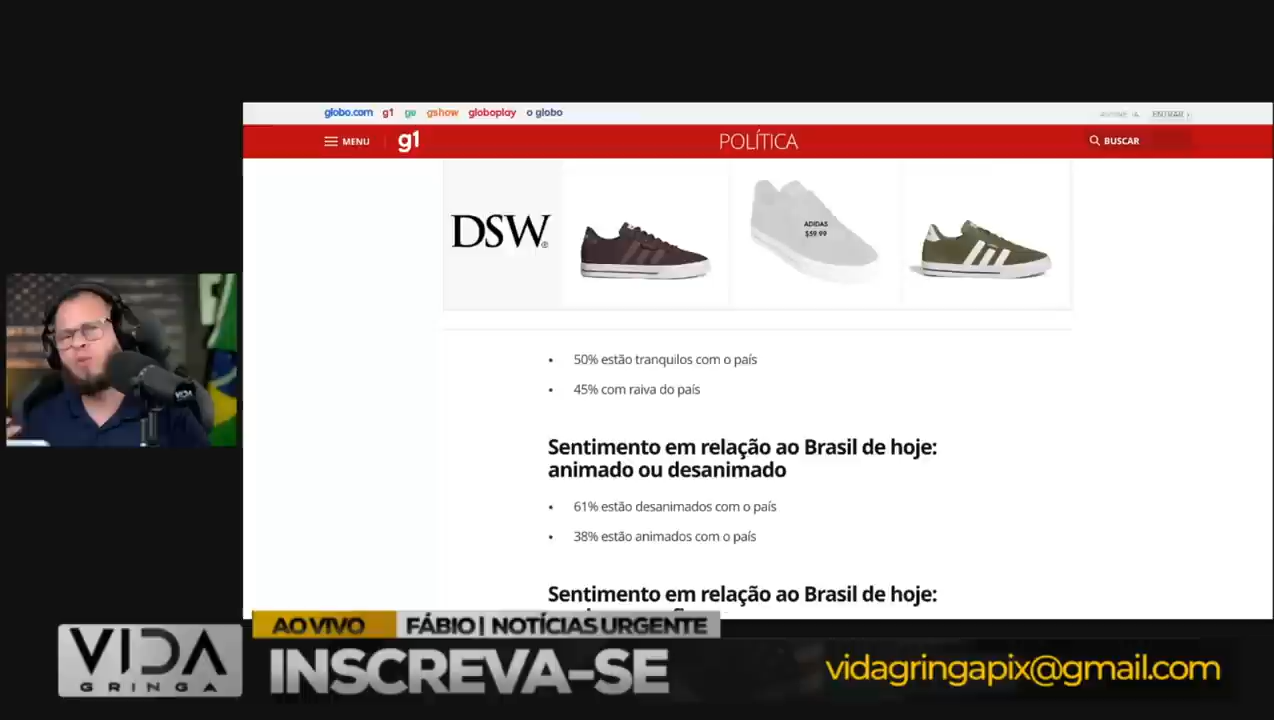 globo.com g1 ge gshow globoplay o globo
ENTRAR ›
MENU g1 POLÍTICA BUSCAR
DSW
ADIDAS
$59.99
• 50% estão tranquilos com o país
• 45% com raiva do país
Sentimento em relação ao Brasil de hoje:
animado ou desanimado
• 61% estão desanimados com o país
• 38% estão animados com o país
Sentimento em relação ao Brasil de hoje:
AO VIVO FÁBIO | NOTÍCIAS URGENTE
VIDA
GRINGA
INSCREVA-SE
vidagringapix@gmail.com